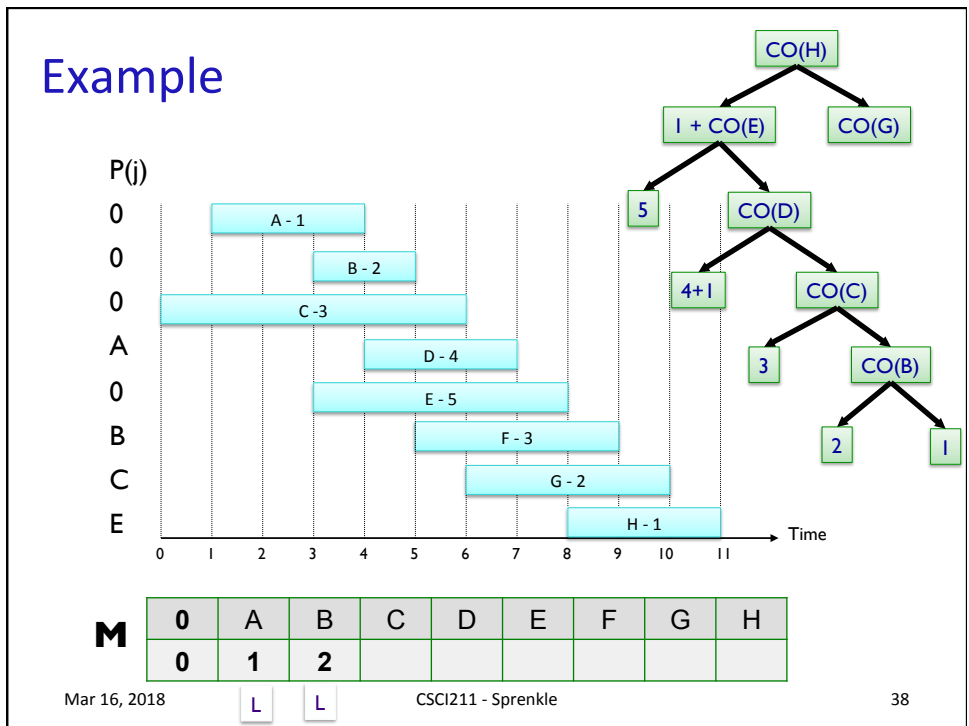 Example
CO(H)
1 + CO(E)
CO(G)
5
CO(D)
4+1
CO(C)
3
CO(B)
2
1
P(j)
0
A - 1
0
B - 2
0
C -3
A
D - 4
0
E - 5
B
F - 3
C
G - 2
E
H - 1
Time
0 1 2 3 4 5 6 7 8 9 10 11
M
0 A B C D E F G H
0 1 2
L L
Mar 16, 2018 CSCI211 - Sprenkle 38